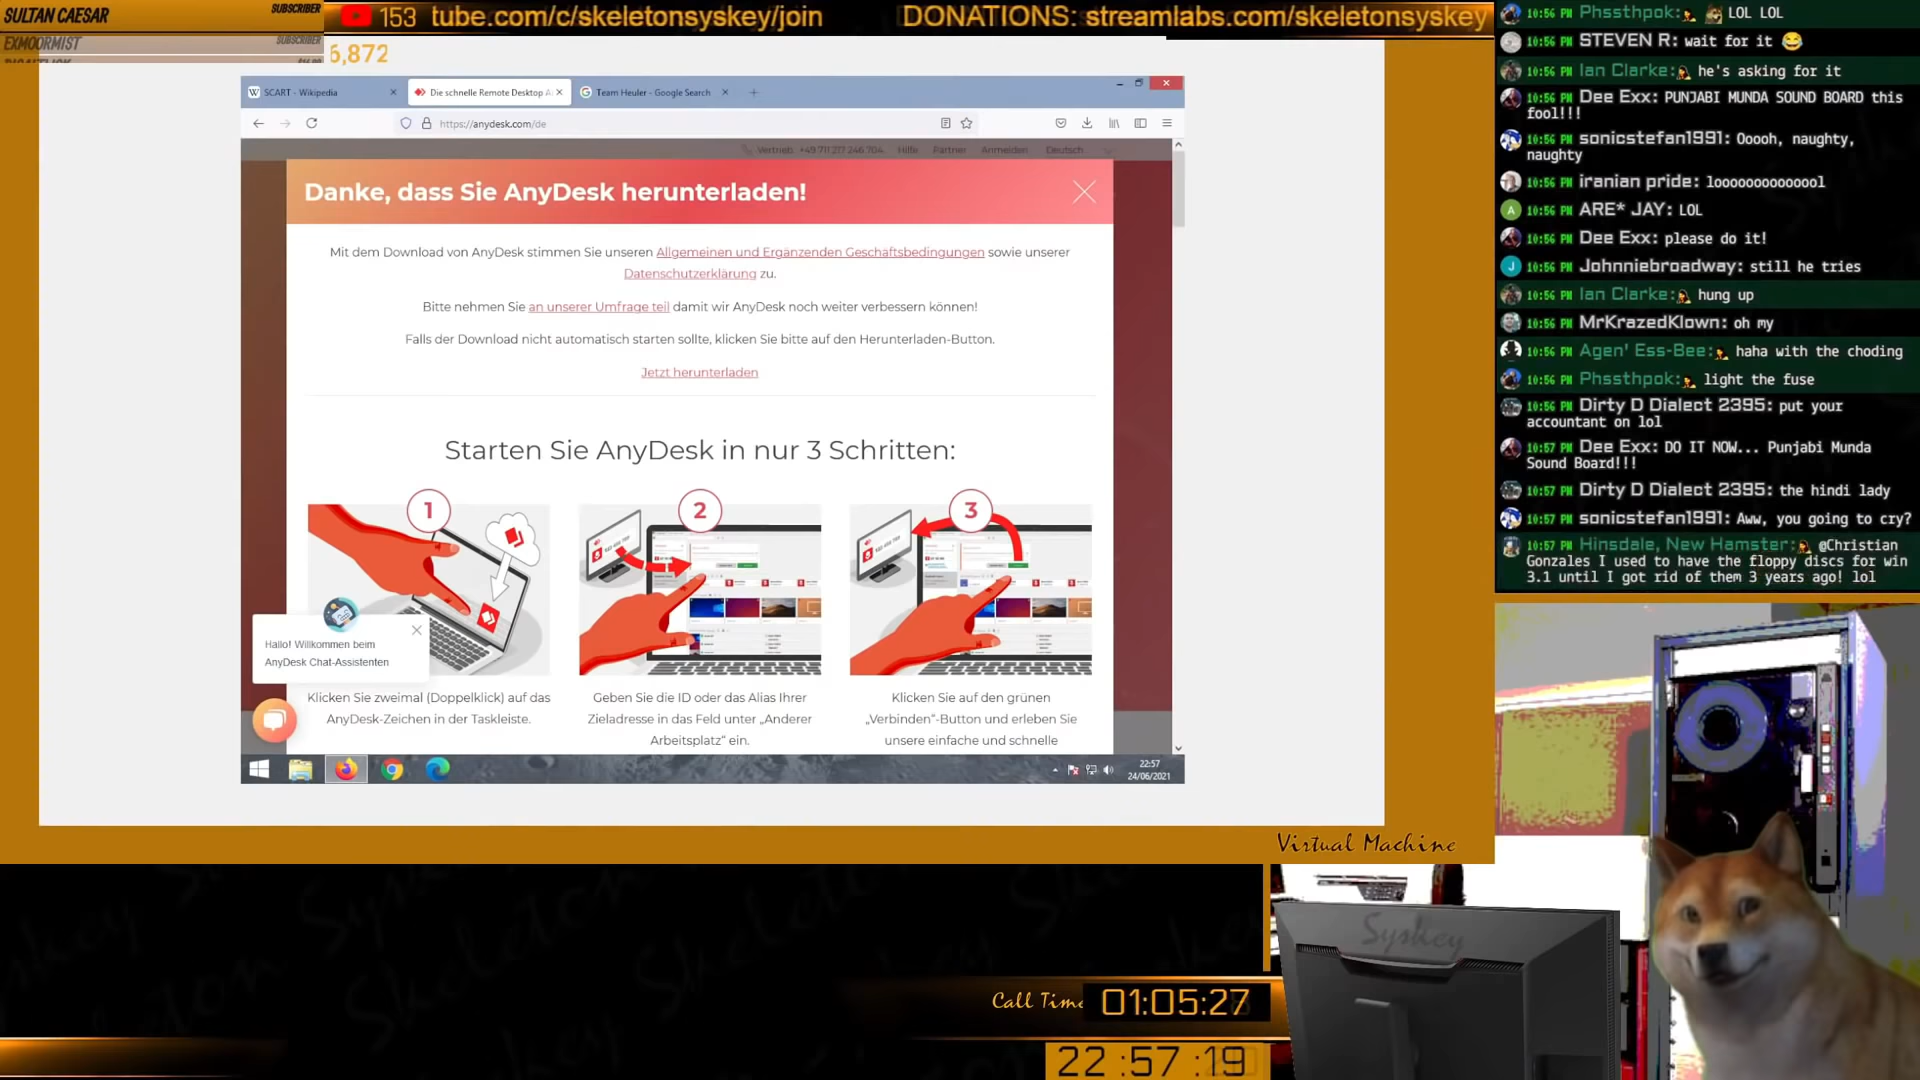 SULTAN CAESAR SUBSCRIBER
EXMOORMIST SUBSCRIBER
153 tube.com/c/skeletonsyskey/join DONATIONS: streamlabs.com/skeletonsyskey
6,872
SCART - Wikipedia
Die schnelle Remote Desktop A
Team Heuler - Google Search
https://anydesk.com/de
Vertrieb: +49 711 217 246 704 Hilfe Partner Anmelden Deutsch
Danke, dass Sie AnyDesk herunterladen!
Mit dem Download von AnyDesk stimmen Sie unseren Allgemeinen und Ergänzenden Geschäftsbedingungen sowie unserer
Datenschutzerklärung zu.
Bitte nehmen Sie an unserer Umfrage teil damit wir AnyDesk noch weiter verbessern können!
Falls der Download nicht automatisch starten sollte, klicken Sie bitte auf den Herunterladen-Button.
Jetzt herunterladen
Starten Sie AnyDesk in nur 3 Schritten:
1
2
3
Hallo! Willkommen beim
AnyDesk Chat-Assistenten
Klicken Sie zweimal (Doppelklick) auf das
AnyDesk-Zeichen in der Taskleiste.
Geben Sie die ID oder das Alias Ihrer
Zieladresse in das Feld unter „Anderer
Arbeitsplatz“ ein.
Klicken Sie auf den grünen
„Verbinden“-Button und erleben Sie
unsere einfache und schnelle
22:57
24/06/2021
Virtual Machine
10:56 PM Phssthpok: LOL LOL
10:56 PM STEVEN R: wait for it
10:56 PM Ian Clarke: he's asking for it
10:56 PM Dee Exx: PUNJABI MUNDA SOUND BOARD this
fool!!!
10:56 PM sonicstefan1991: Ooooh, naughty,
naughty
10:56 PM iranian pride: looooooooooool
10:56 PM ARE* JAY: LOL
10:56 PM Dee Exx: please do it!
10:56 PM Johnniebroadway: still he tries
10:56 PM Ian Clarke: hung up
10:56 PM MrKrazedKlown: oh my
10:56 PM Agen' Ess-Bee: haha with the choding
10:56 PM Phssthpok: light the fuse
10:56 PM Dirty D Dialect 2395: put your
accountant on lol
10:57 PM Dee Exx: DO IT NOW... Punjabi Munda
Sound Board!!!
10:57 PM Dirty D Dialect 2395: the hindi lady
10:57 PM sonicstefan1991: Aww, you going to cry?
10:57 PM Hinsdale, New Hamster: @Christian
Gonzales I used to have the floppy discs for win
3.1 until I got rid of them 3 years ago! lol
Syskey
Call Time
01:05:27
22:57:19